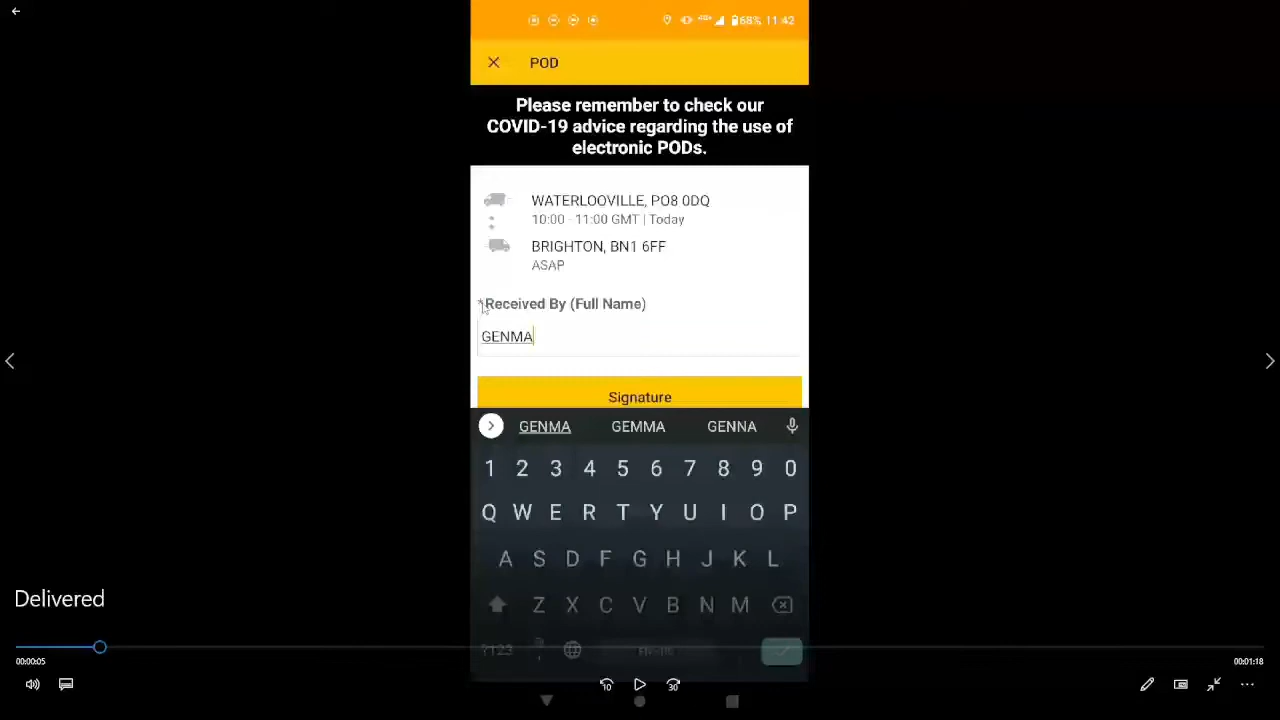 68% 11:42
POD
Please remember to check our
COVID-19 advice regarding the use of
electronic PODs.
WATERLOOVILLE, PO8 0DQ
10:00 - 11:00 GMT | Today
BRIGHTON, BN1 6FF
ASAP
*Received By (Full Name)
GENMA
Signature
GENMA GEMMA GENNA
1 2 3 4 5 6 7 8 9 0
Q W E R T Y U I O P
A S D F G H J K L
Z X C V B N M
?123
Delivered
00:00:05
00:01:18
10
30